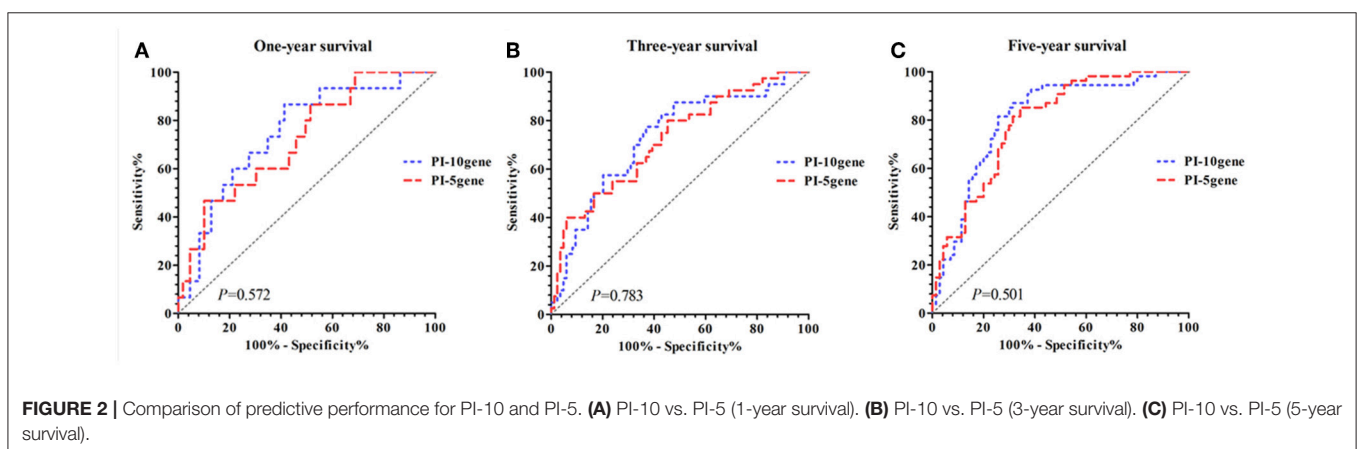 A
One-year survival
100
80
60
40
20
0
Sensitivity%
0 20 40 60 80 100
100% - Specificity%
P=0.572
PI-10gene
PI-5gene
B
Three-year survival
100
80
60
40
20
0
Sensitivity%
0 20 40 60 80 100
100% - Specificity%
P=0.783
PI-10gene
PI-5gene
C
Five-year survival
100
80
60
40
20
0
Sensitivity%
0 20 40 60 80 100
100% - Specificity%
P=0.501
PI-10gene
PI-5gene
FIGURE 2 | Comparison of predictive performance for PI-10 and PI-5. (A) PI-10 vs. PI-5 (1-year survival). (B) PI-10 vs. PI-5 (3-year survival). (C) PI-10 vs. PI-5 (5-year
survival).